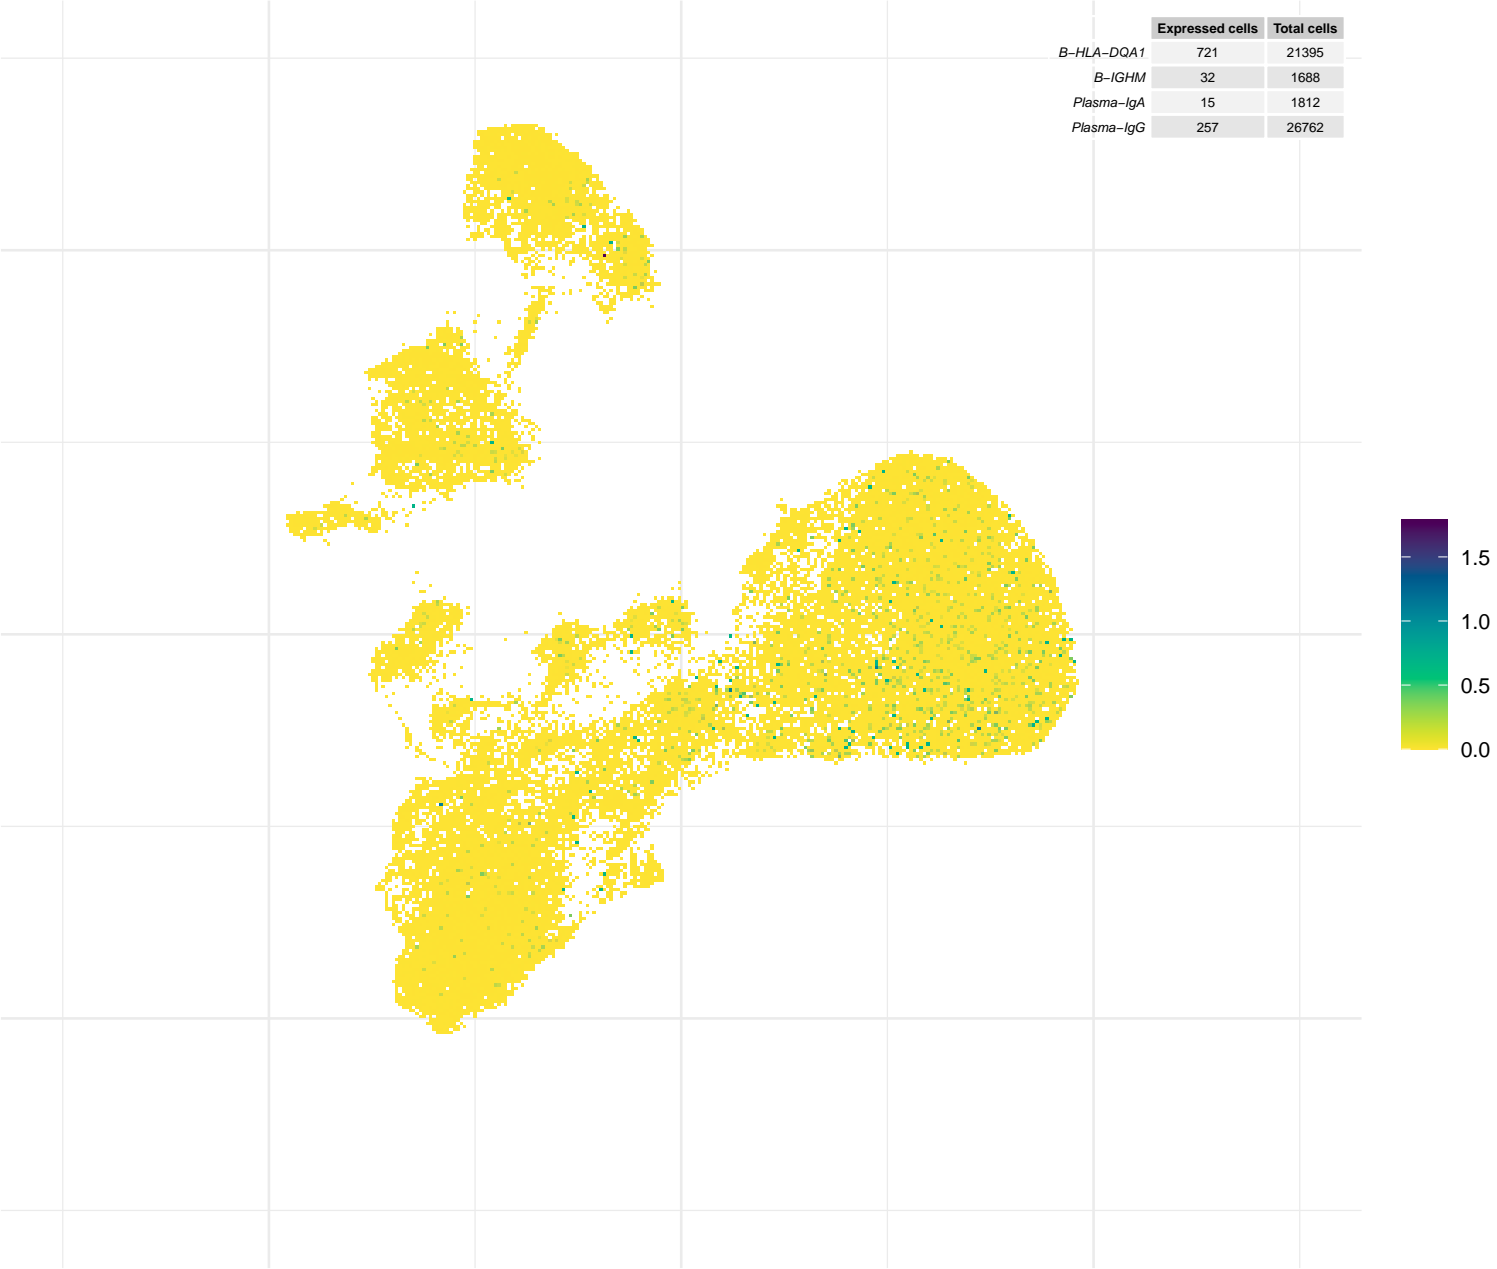 Expressed cells Total cells
B−HLA−DQA1 721 21395
B−IGHM 32 1688
Plasma−IgA 15 1812
Plasma−IgG 257 26762
1.5
1.0
0.5
0.0